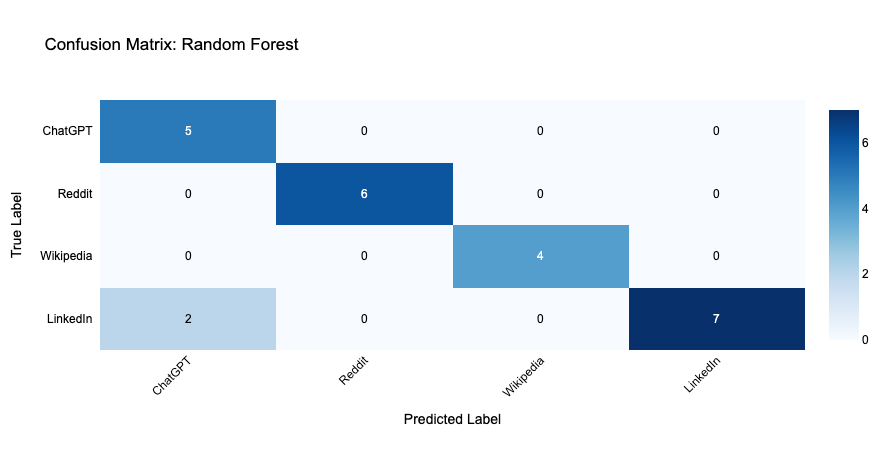 Confusion Matrix: Random Forest
True Label
ChatGPT 5 0 0 0
Reddit 0 6 0 0
Wikipedia 0 0 4 0
LinkedIn 2 0 0 7
ChatGPT Reddit Wikipedia LinkedIn
Predicted Label
6
4
2
0